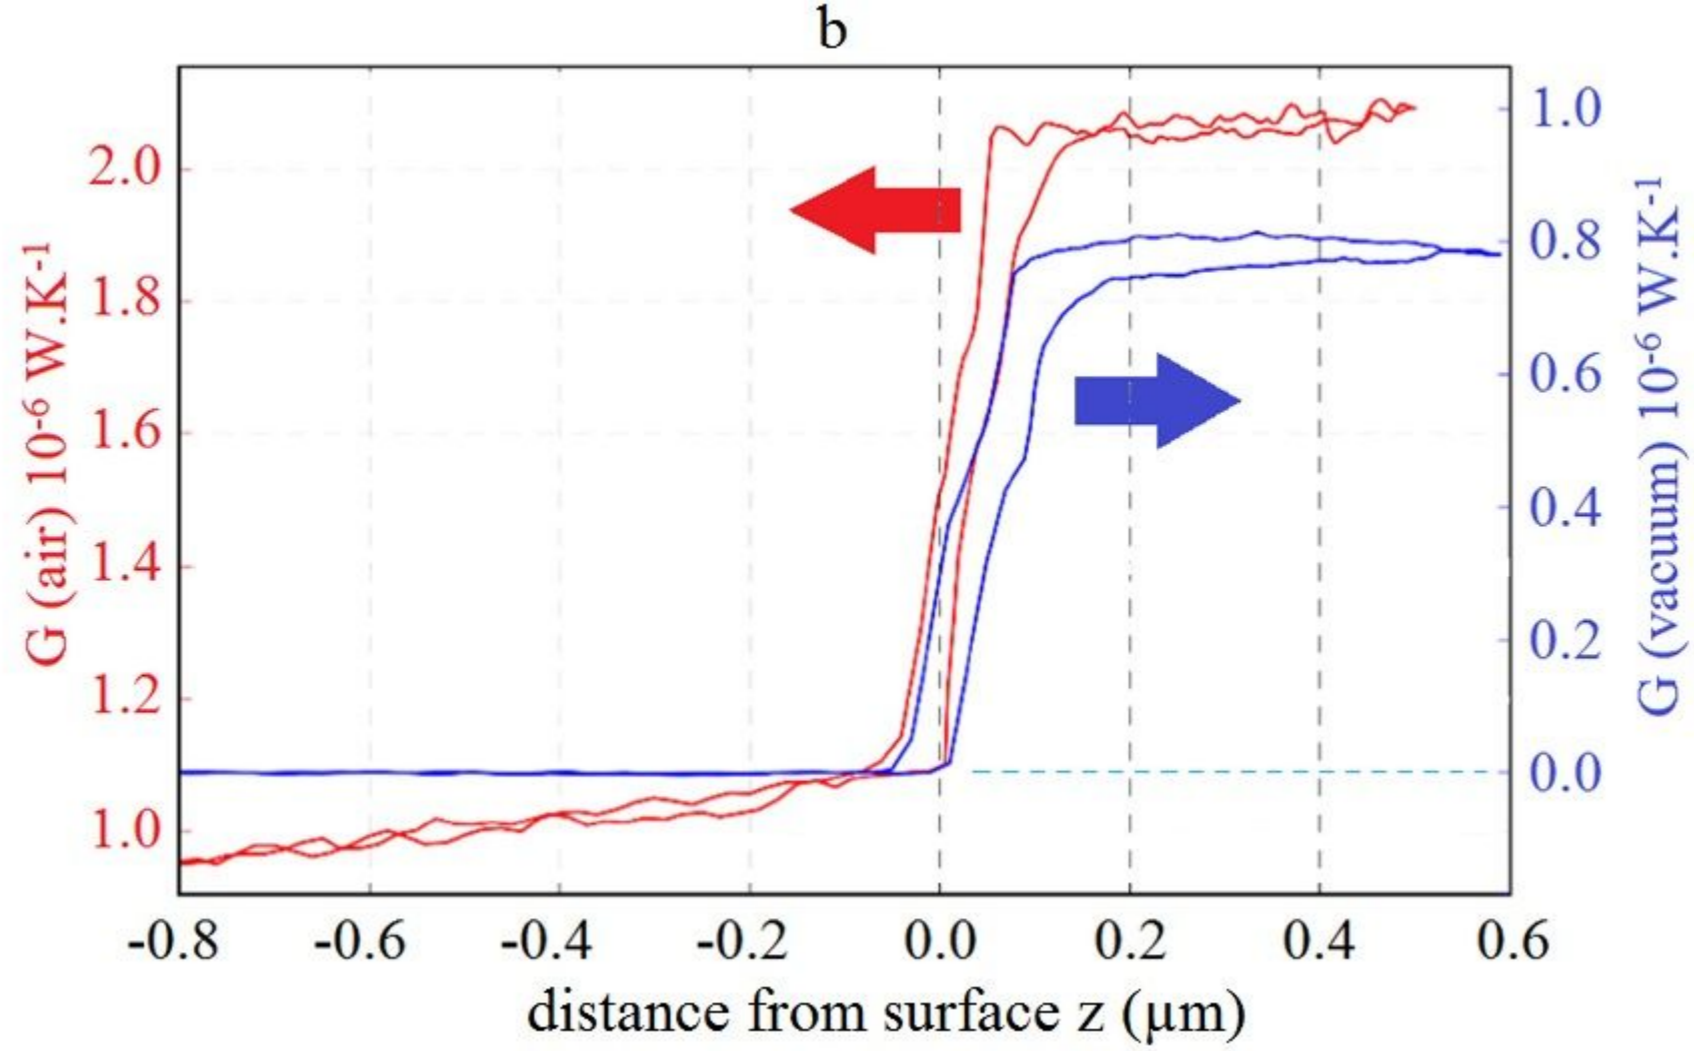 b
G (air) 10⁻⁶ W.K⁻¹
2.0
1.8
1.6
1.4
1.2
1.0
1.0
0.8
0.6
0.4
0.2
0.0
G (vacuum) 10⁻⁶ W.K⁻¹
-0.8 -0.6 -0.4 -0.2 0.0 0.2 0.4 0.6
distance from surface z (µm)